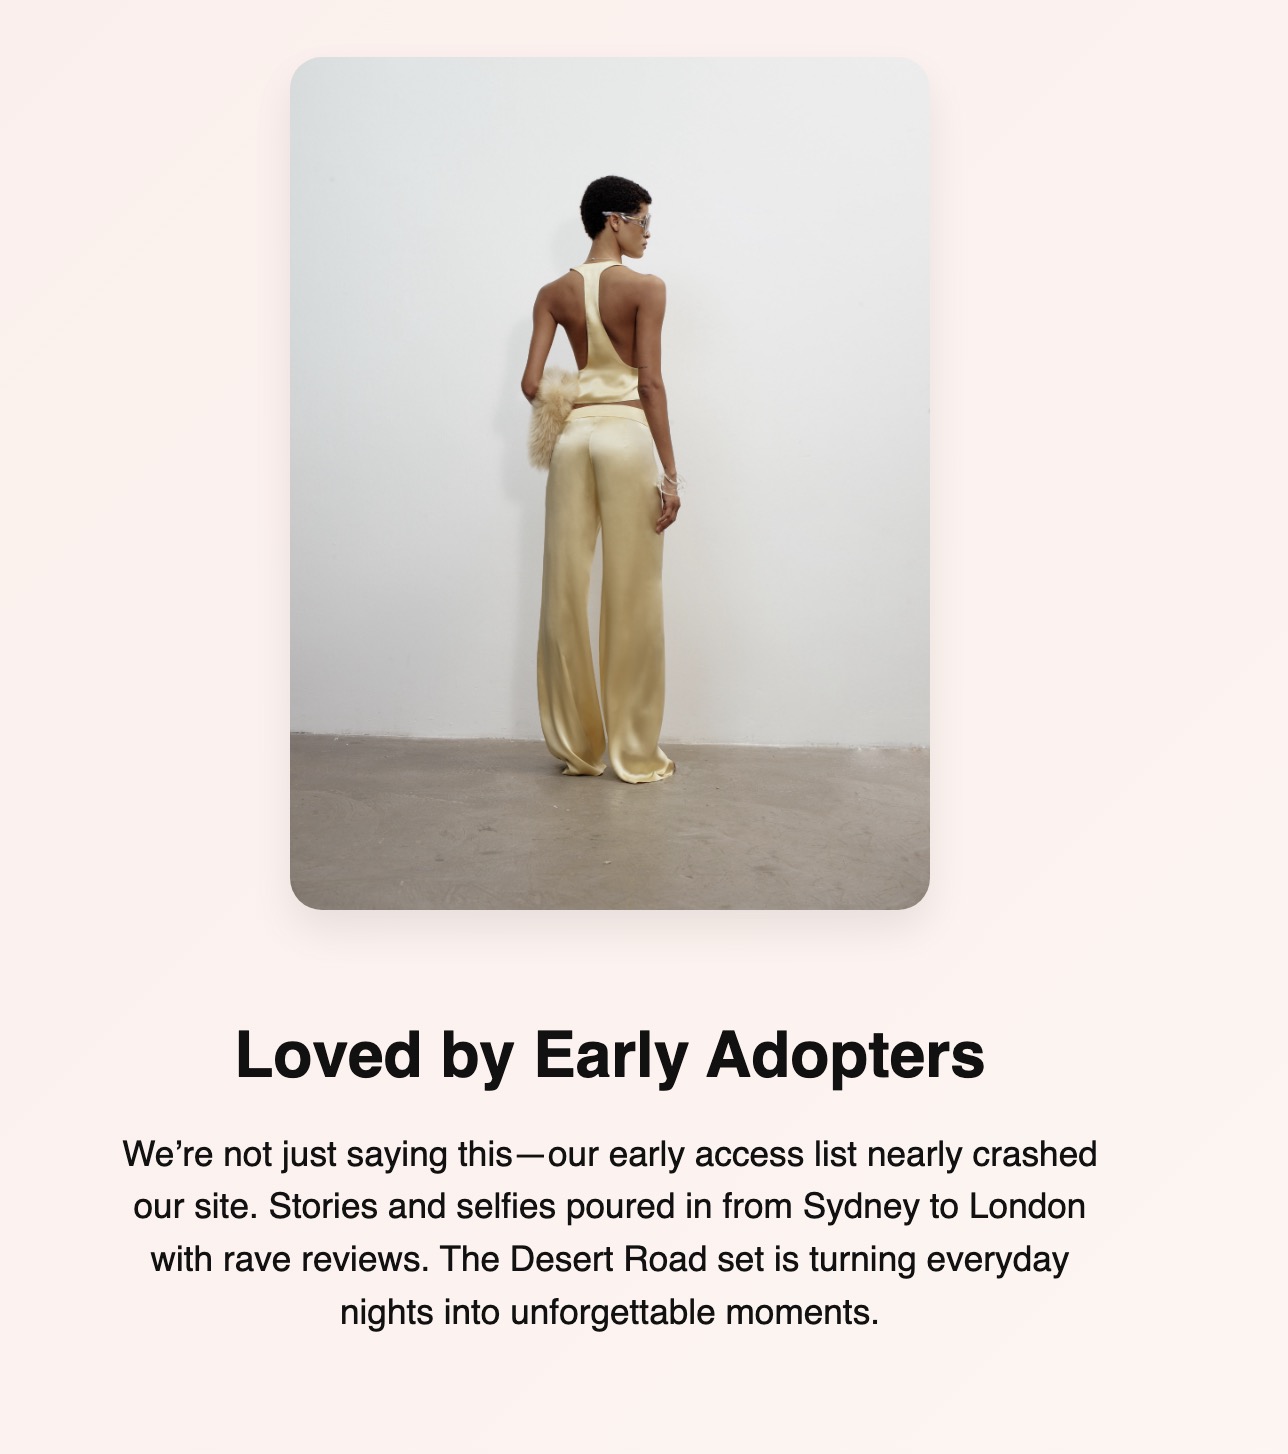 Loved by Early Adopters
We’re not just saying this—our early access list nearly crashed
our site. Stories and selfies poured in from Sydney to London
with rave reviews. The Desert Road set is turning everyday
nights into unforgettable moments.